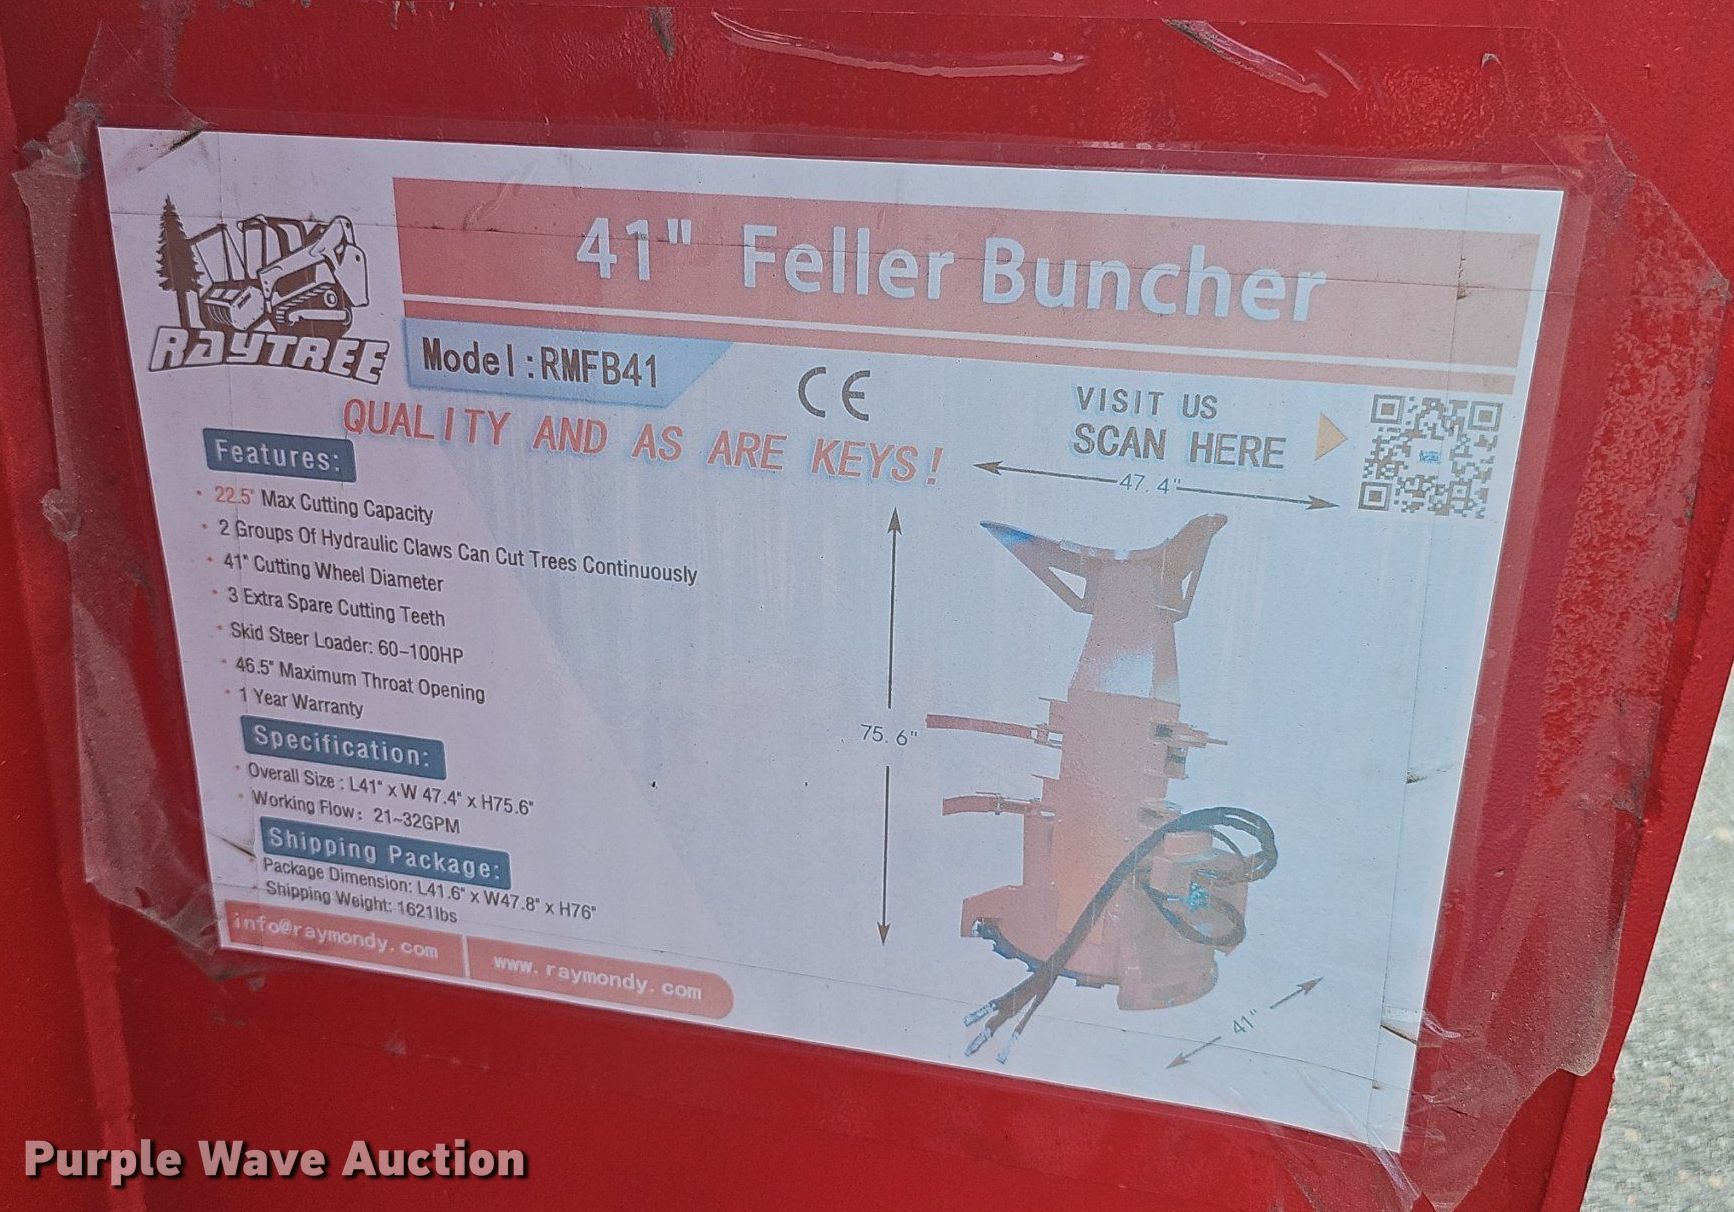 41" Feller Buncher
RAYTREE
Model:RMFB41
CE
VISIT US
SCAN HERE
QUALITY AND AS ARE KEYS!
47.4"
Features:
• 22.5" Max Cutting Capacity
• 2 Groups Of Hydraulic Claws Can Cut Trees Continuously
• 41" Cutting Wheel Diameter
• 3 Extra Spare Cutting Teeth
• Skid Steer Loader: 60-100HP
• 46.5" Maximum Throat Opening
• 1 Year Warranty
75.6"
Specification:
• Overall Size : L41" x W 47.4" x H75.6"
• Working Flow: 21~32GPM
Shipping Package:
• Package Dimension: L41.6" x W47.8" x H76"
• Shipping Weight: 1621lbs
41"
info@raymondy.com
www.raymondy.com
Purple Wave Auction